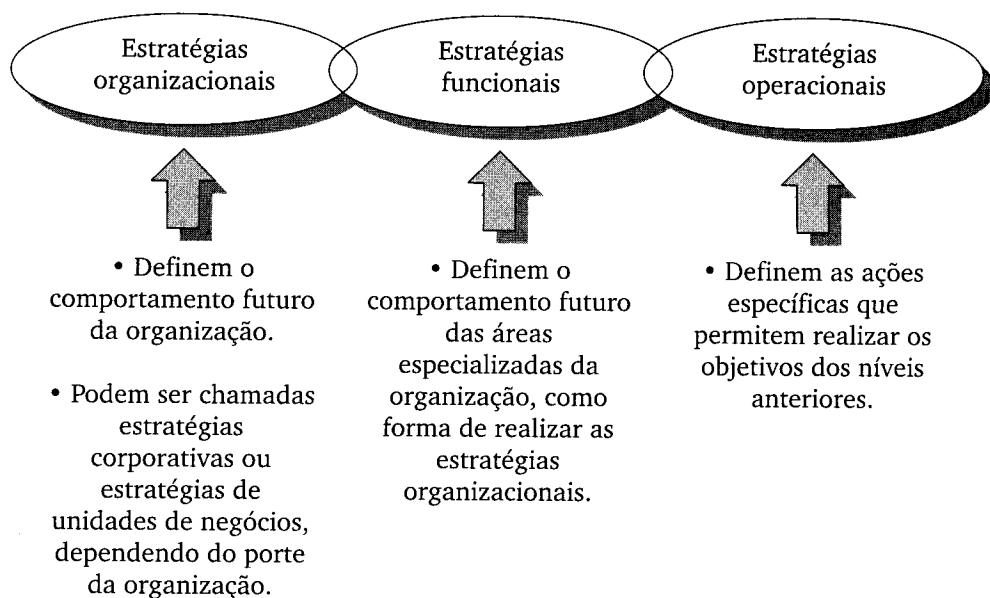 Estratégias
organizacionais
Estratégias
funcionais
Estratégias
operacionais
• Definem o
comportamento futuro
da organização.
• Podem ser chamadas
estratégias
corporativas ou
estratégias de
unidades de negócios,
dependendo do porte
da organização.
• Definem o
comportamento futuro
das áreas
especializadas da
organização, como
forma de realizar as
estratégias
organizacionais.
• Definem as ações
específicas que
permitem realizar os
objetivos dos níveis
anteriores.